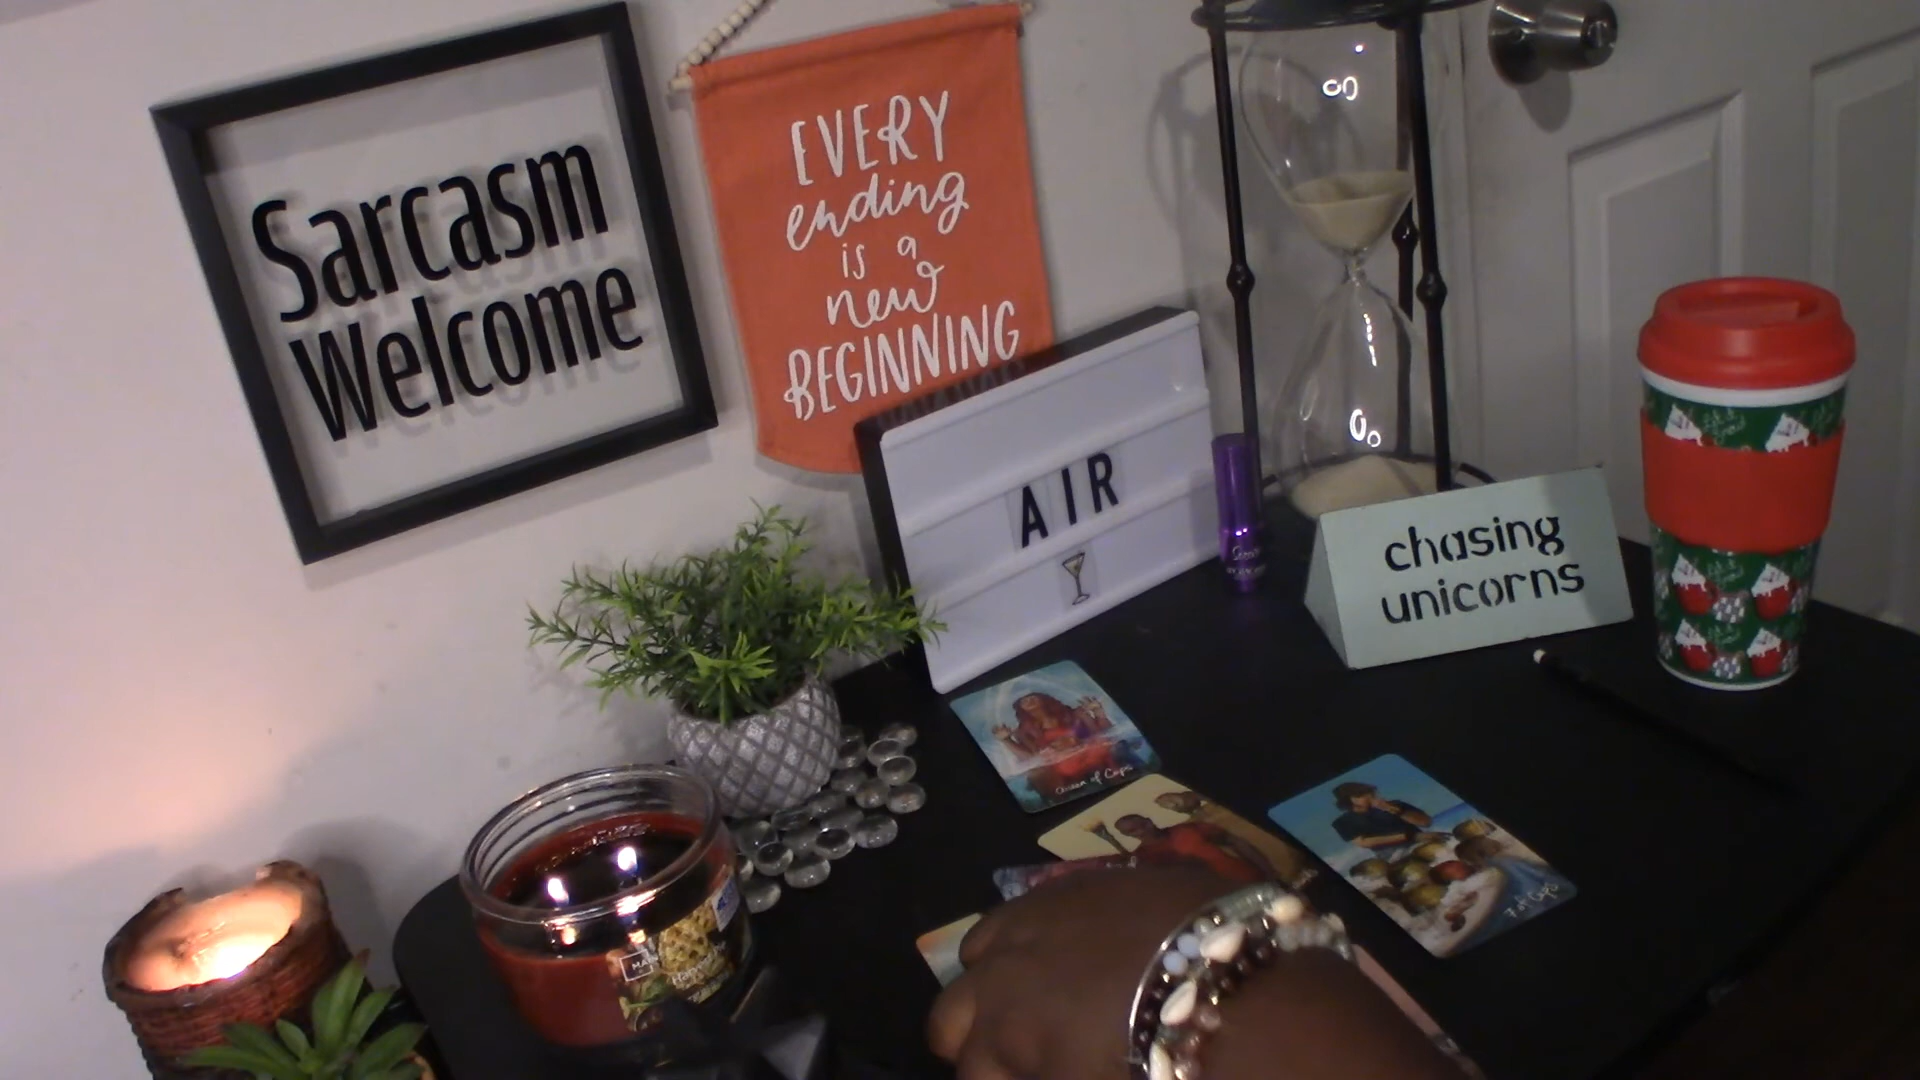 Sarcasm
Welcome
EVERY
ending
is a
new
BEGINNING
AIR
chasing
unicorns
Queen of Cups
7 of Cups